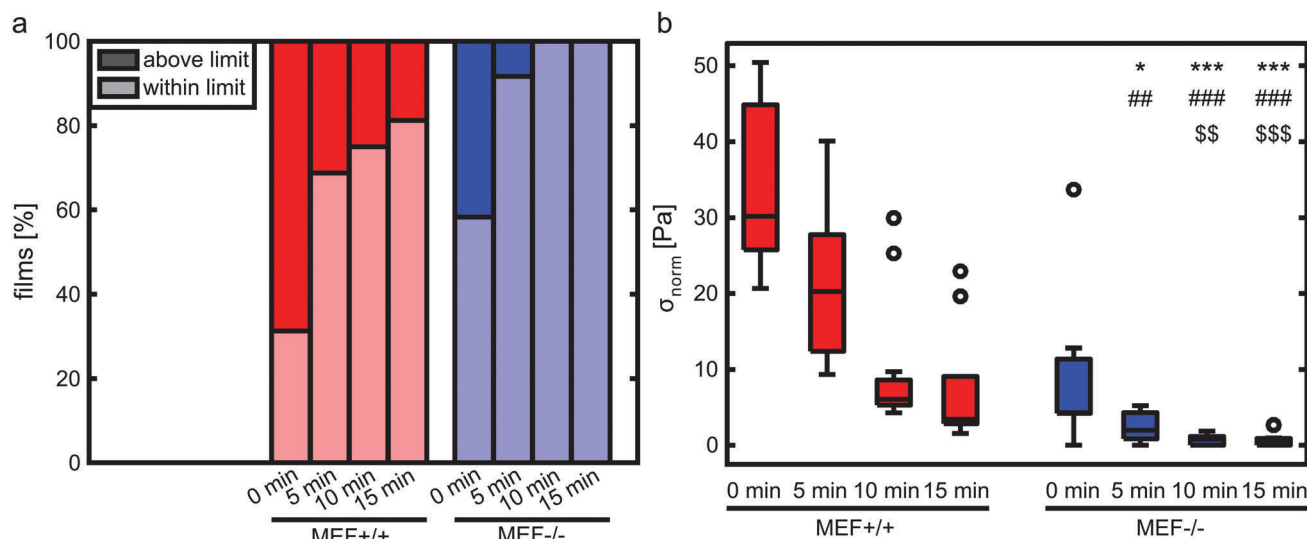 a
100
80
60
40
20
0
films [%]
above limit
within limit
0 min 5 min 10 min 15 min 0 min 5 min 10 min 15 min
MEF+/+ MEF-/-
b
50
40
30
20
10
0
σnorm [Pa]
* *** ***
## ### ###
$$ $$$
0 min 5 min 10 min 15 min 0 min 5 min 10 min 15 min
MEF+/+ MEF-/-